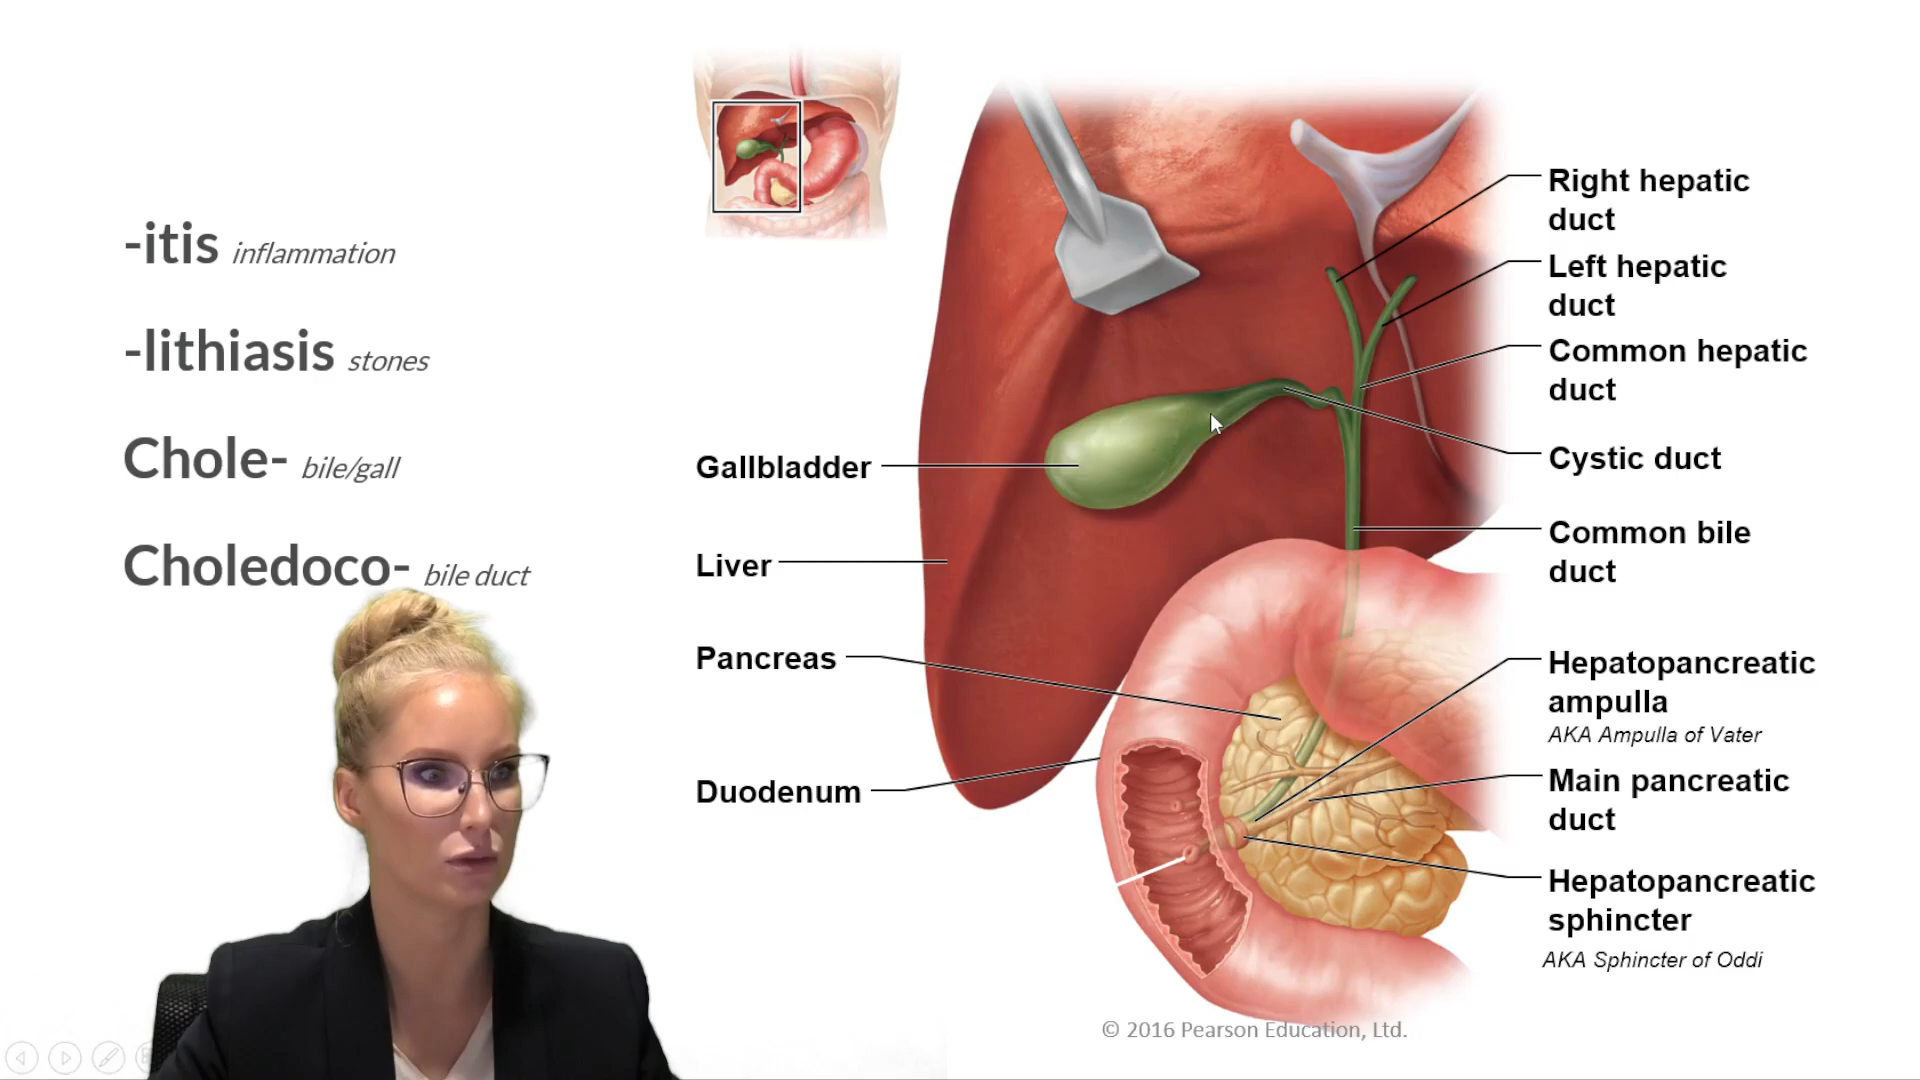 -itis inflammation
-lithiasis stones
Chole- bile/gall
Choledoco- bile duct
Gallbladder
Liver
Pancreas
Duodenum
Right hepatic
duct
Left hepatic
duct
Common hepatic
duct
Cystic duct
Common bile
duct
Hepatopancreatic
ampulla
AKA Ampulla of Vater
Main pancreatic
duct
Hepatopancreatic
sphincter
AKA Sphincter of Oddi
© 2016 Pearson Education, Ltd.